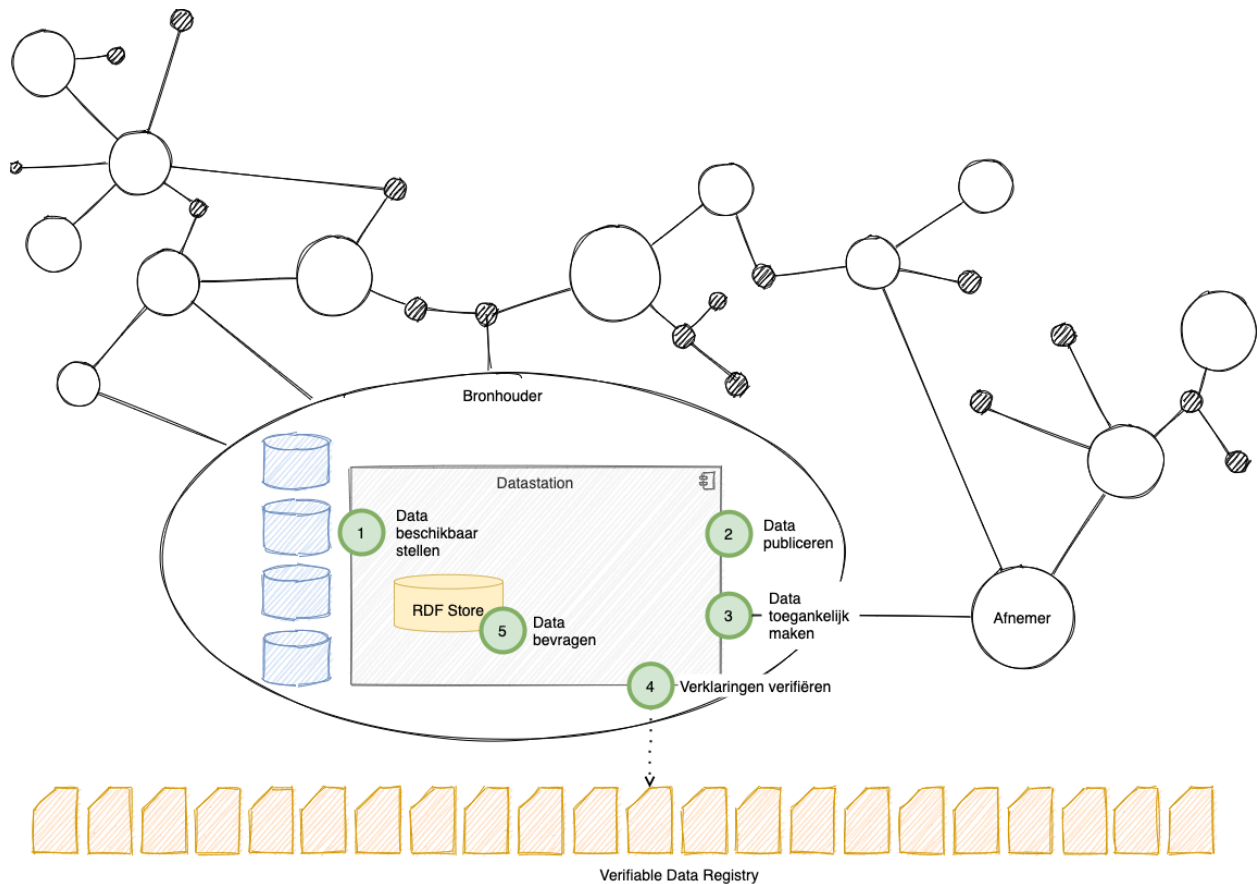 Bronhouder
Datastation
1
Data
beschikbaar
stellen
2
Data
publiceren
RDF Store
5
Data
bevragen
3
Data
toegankelijk
maken
Afnemer
4
Verklaringen verifiëren
Verifiable Data Registry